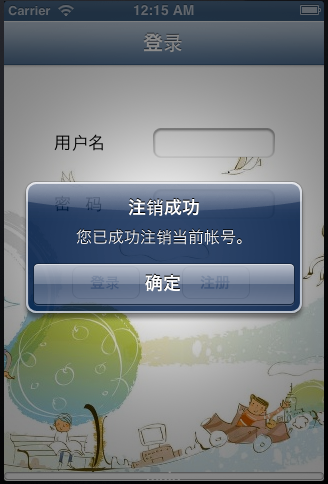 Carrier 12:15 AM
登录
用户名
密 码
注销成功
您已成功注销当前帐号。
登录 确定 注册